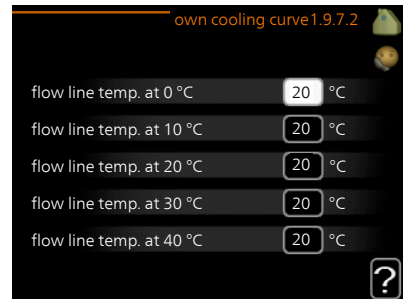 own cooling curve1.9.7.2
flow line temp. at 0 °C 20 °C
flow line temp. at 10 °C 20 °C
flow line temp. at 20 °C 20 °C
flow line temp. at 30 °C 20 °C
flow line temp. at 40 °C 20 °C
?